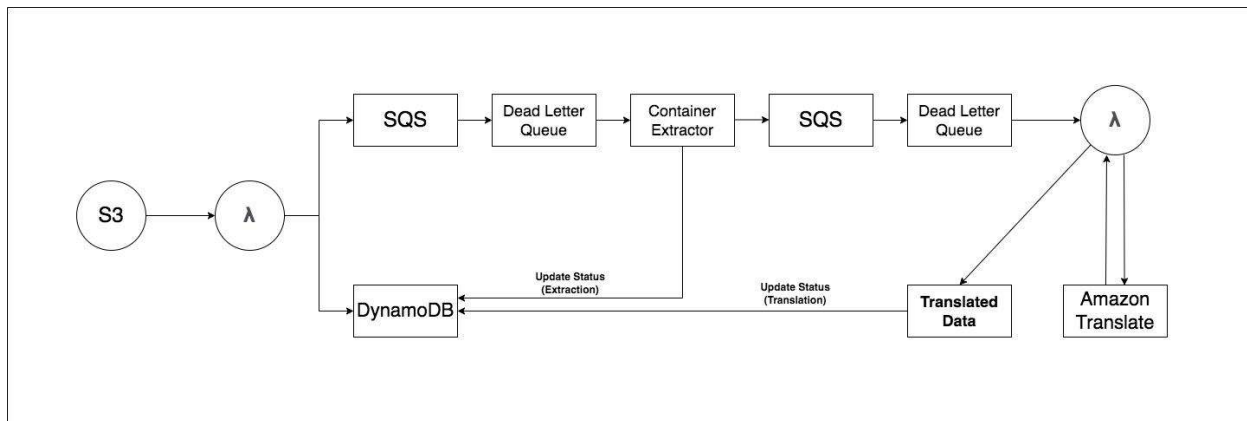 SQS
Dead Letter
Queue
Container
Extractor
SQS
Dead Letter
Queue
λ
S3
λ
Update Status
(Extraction)
Update Status
(Translation)
DynamoDB
Translated
Data
Amazon
Translate